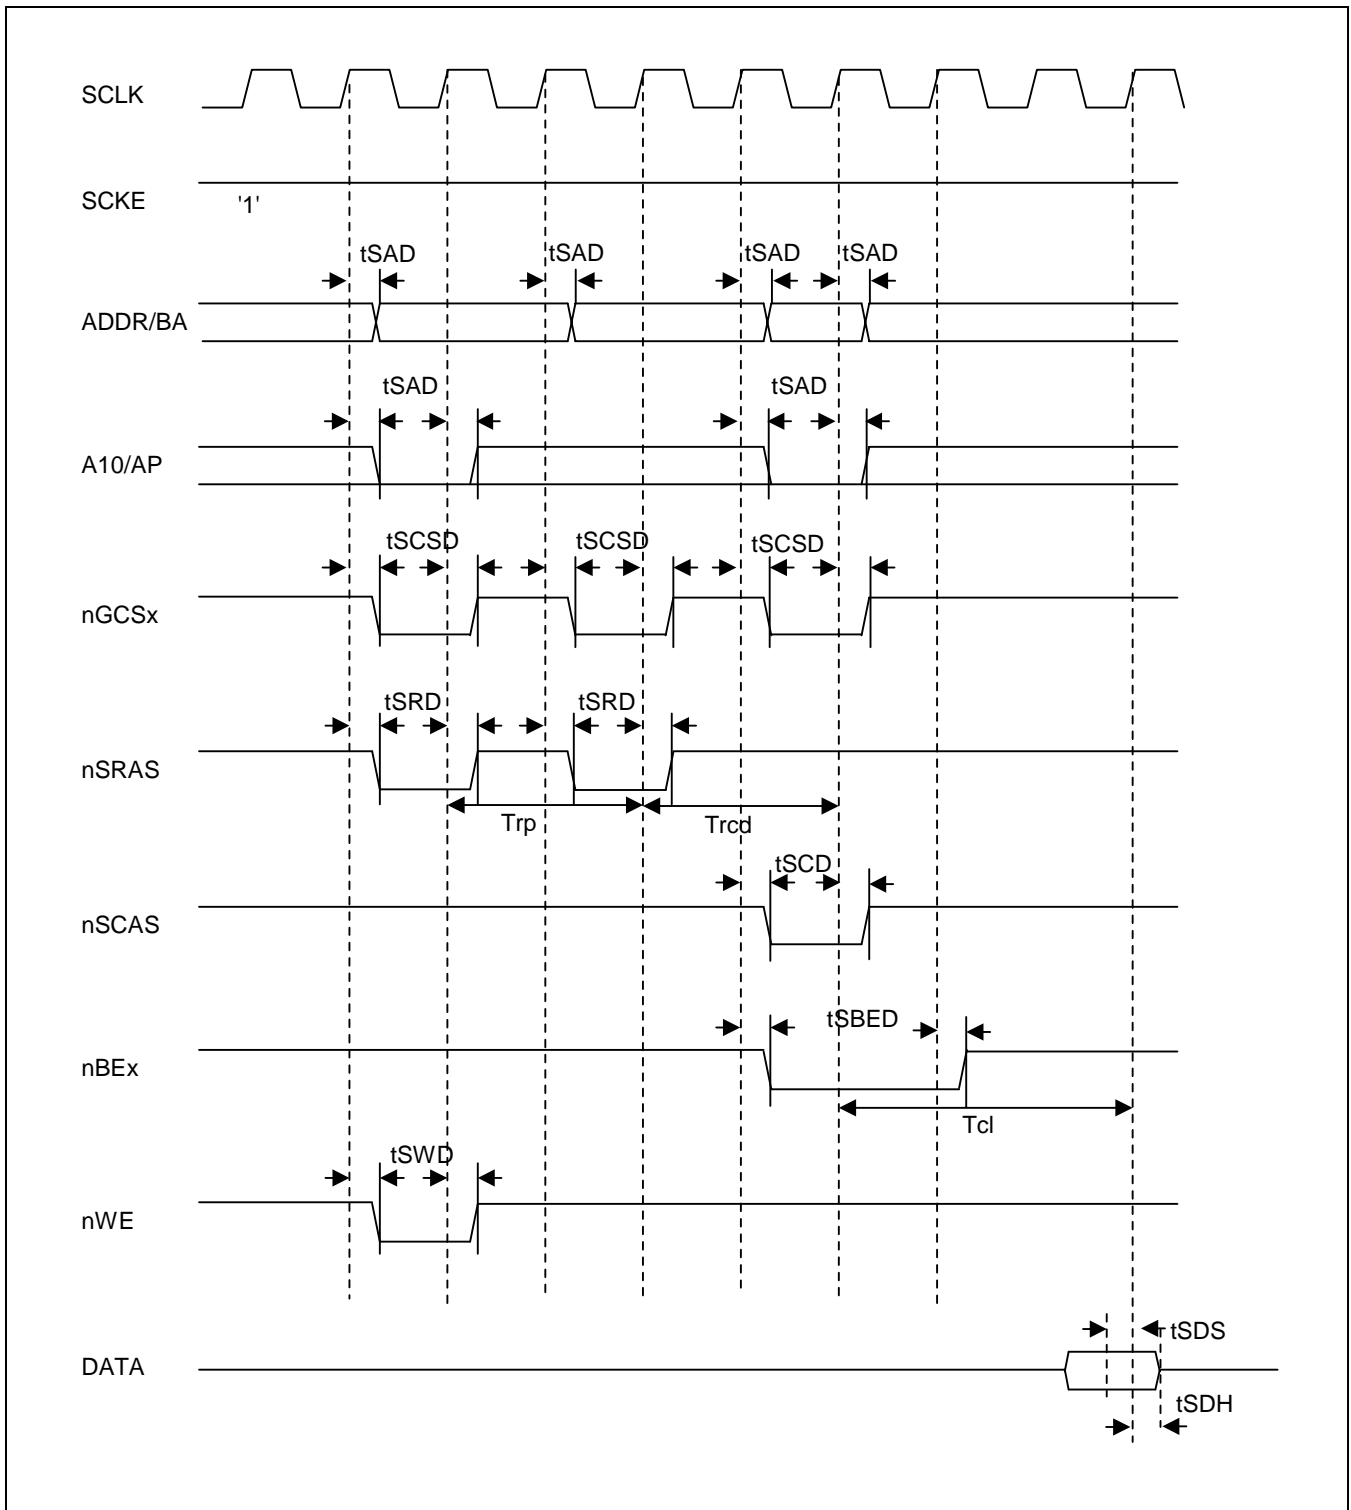 SCLK
SCKE '1'
tSAD tSAD tSAD tSAD
ADDR/BA
tSAD tSAD
A10/AP
tSCSD tSCSD tSCSD
nGCSx
tSRD tSRD
nSRAS
Trp Trcd
tSCD
nSCAS
tSBED
nBEx
Tcl
tSWD
nWE
tSDS
DATA
tSDH